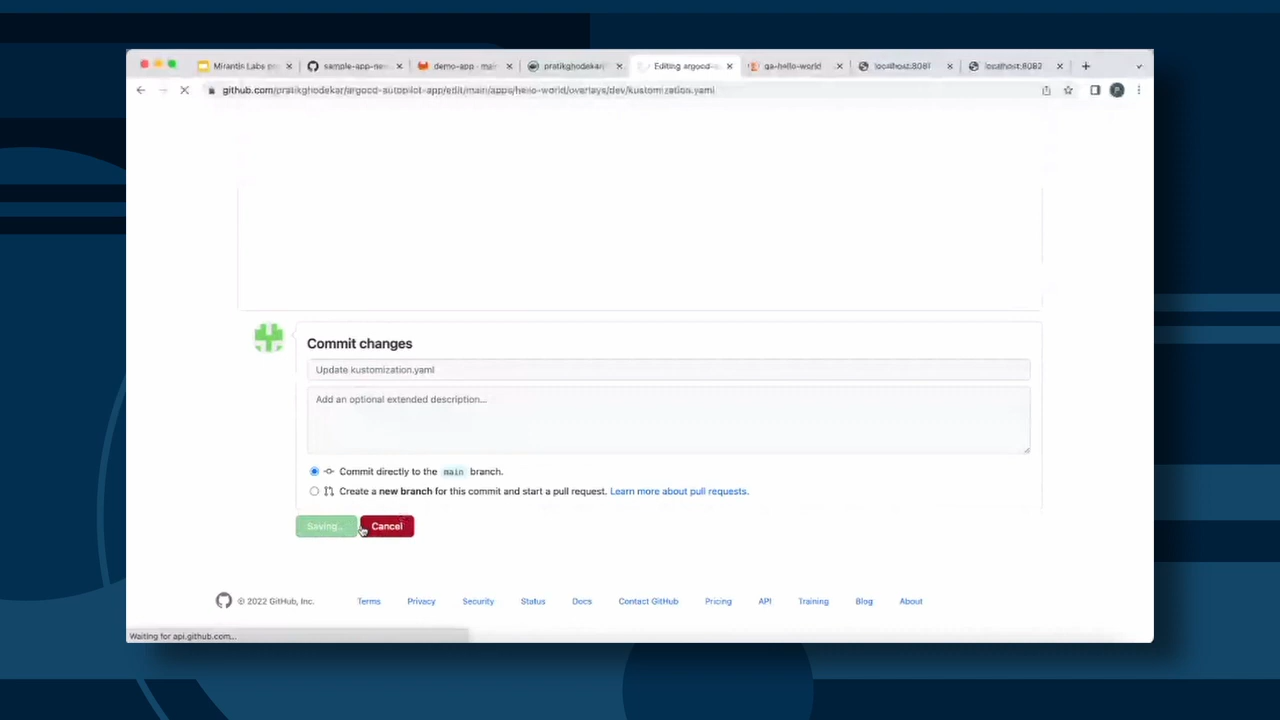 Mirantis Labs pr
sample-app-new
demo-app · main
pratikghodekar/
Editing argocd-a
qa-hello-world
localhost:8081
localhost:8082
github.com/pratikghodekar/argocd-autopilot-app/edit/main/apps/hello-world/overlays/dev/kustomization.yaml
Commit changes
Update kustomization.yaml
Add an optional extended description...
Commit directly to the main branch.
Create a new branch for this commit and start a pull request. Learn more about pull requests.
Saving... Cancel
© 2022 GitHub, Inc. Terms Privacy Security Status Docs Contact GitHub Pricing API Training Blog About
Waiting for api.github.com...